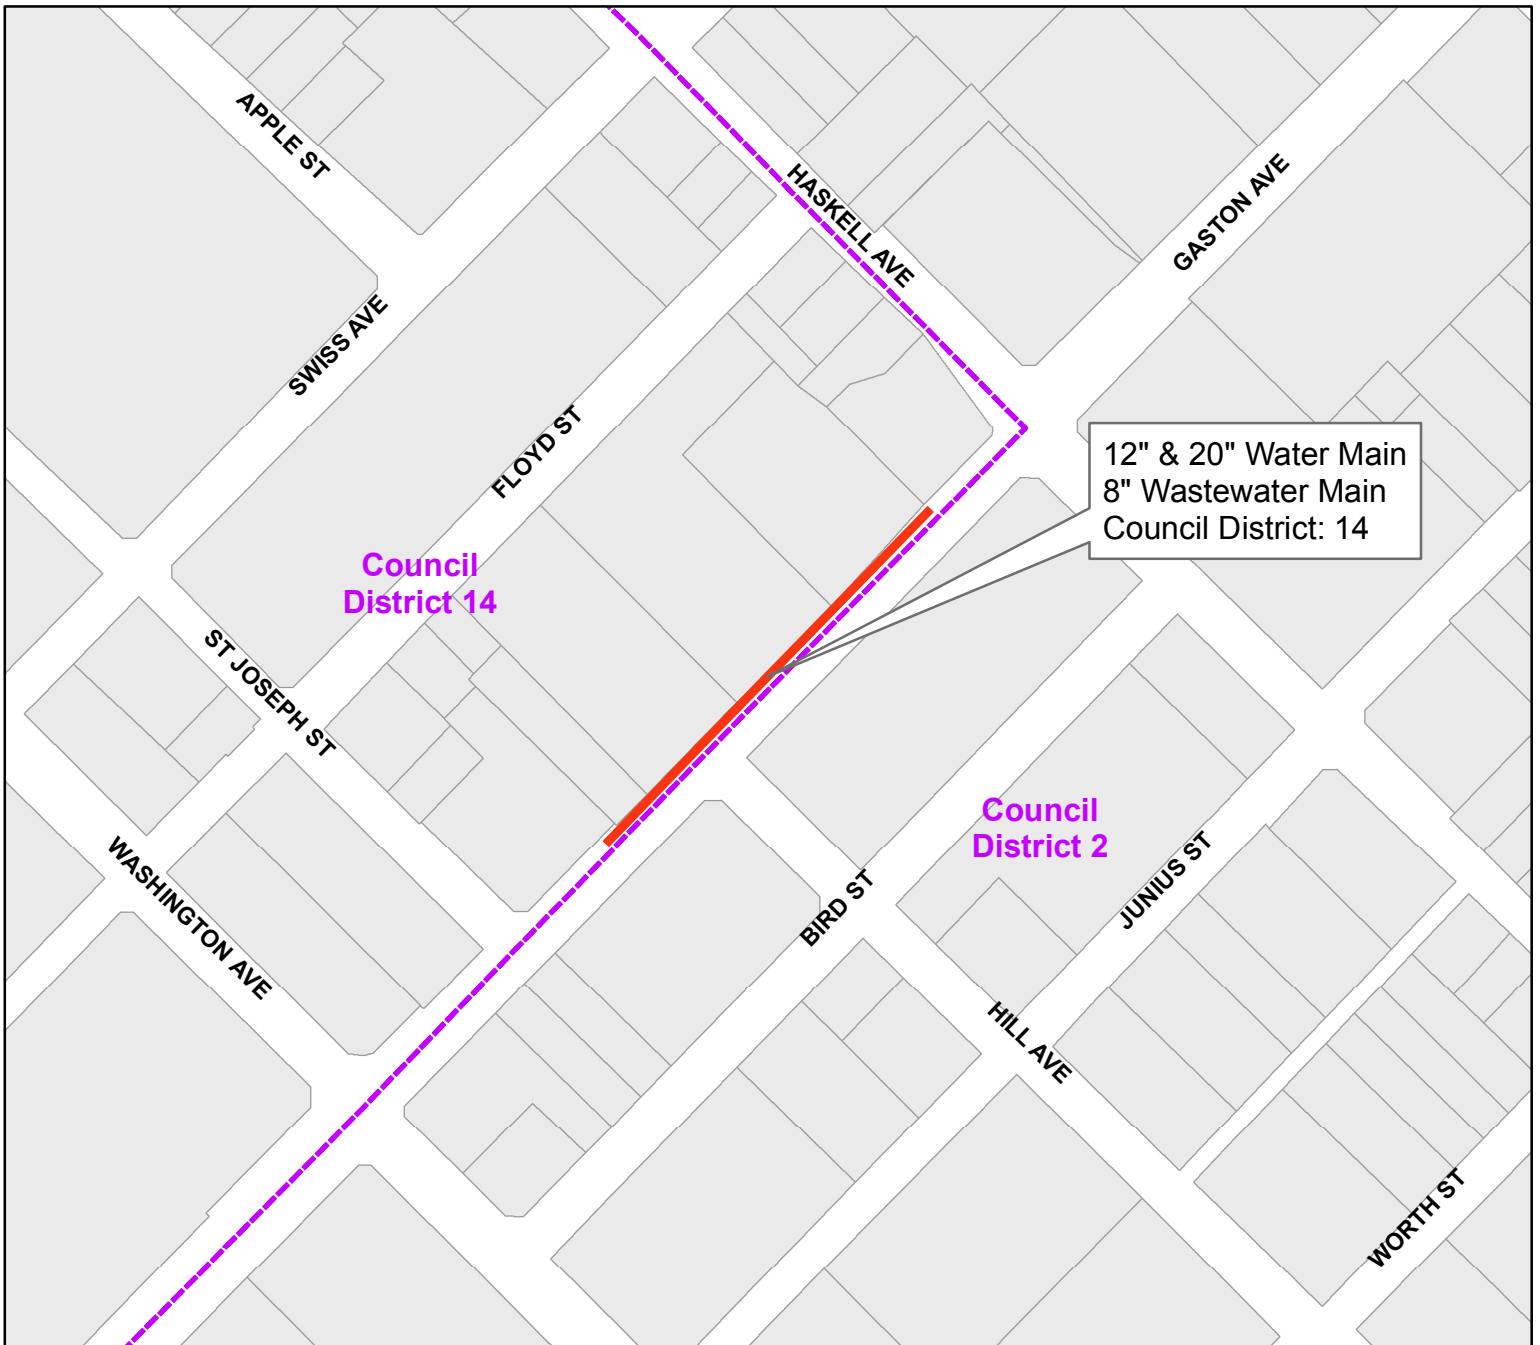 APPLE ST
HASKELL AVE
GASTON AVE
SWISS AVE
FLOYD ST
12" & 20" Water Main
8" Wastewater Main
Council District: 14
Council
District 14
ST JOSEPH ST
Council
District 2
WASHINGTON AVE
BIRD ST
JUNIUS ST
HILL AVE
WORTH ST